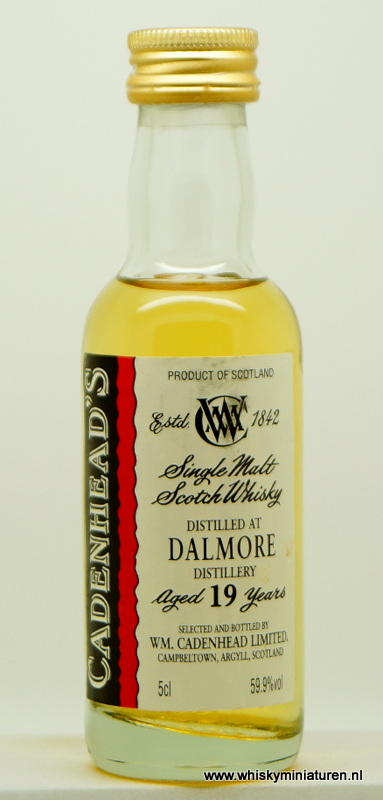 CADENHEAD'S
PRODUCT OF SCOTLAND
Estd. WC 1842
Single Malt
Scotch Whisky
DISTILLED AT
DALMORE
DISTILLERY
Aged 19 Years
SELECTED AND BOTTLED BY
WM. CADENHEAD LIMITED.
CAMPBELTOWN, ARGYLL, SCOTLAND
5cl 59.9%vol
www.whiskyminiaturen.nl